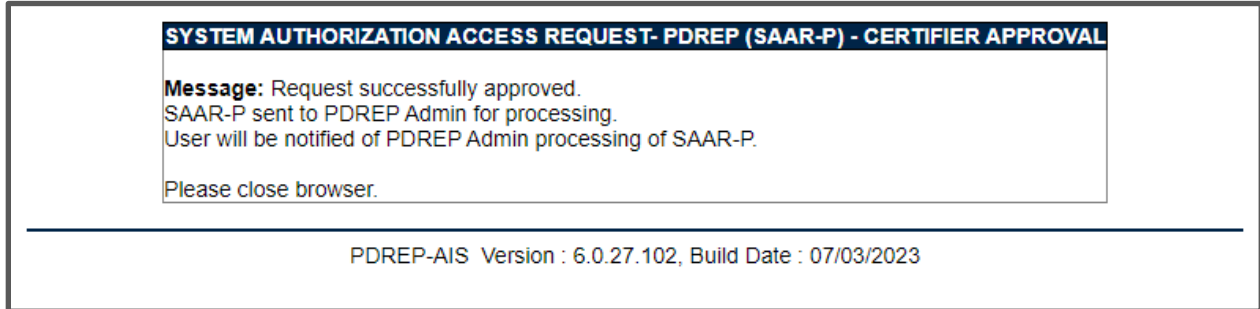 SYSTEM AUTHORIZATION ACCESS REQUEST- PDREP (SAAR-P) - CERTIFIER APPROVAL
Message: Request successfully approved.
SAAR-P sent to PDREP Admin for processing.
User will be notified of PDREP Admin processing of SAAR-P.
Please close browser.
PDREP-AIS Version : 6.0.27.102, Build Date : 07/03/2023